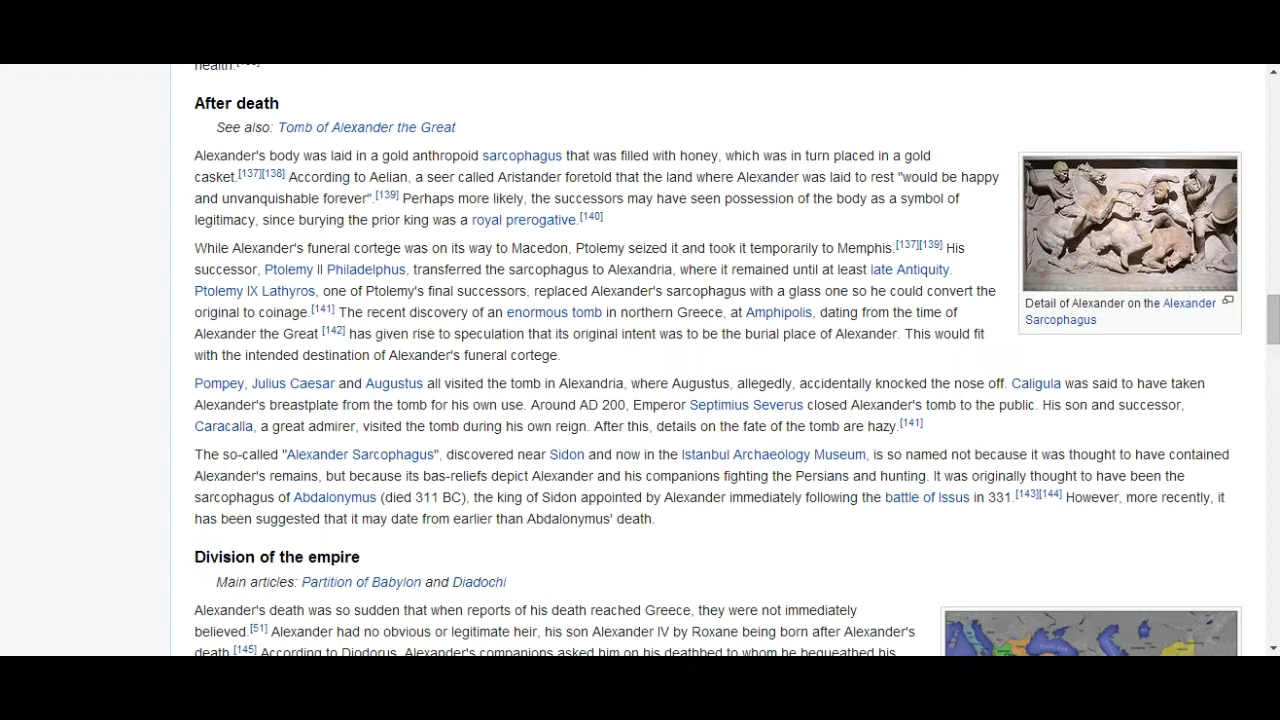 After death
See also: Tomb of Alexander the Great
Alexander's body was laid in a gold anthropoid sarcophagus that was filled with honey, which was in turn placed in a gold
casket.[137][138] According to Aelian, a seer called Aristander foretold that the land where Alexander was laid to rest "would be happy
and unvanquishable forever".[139] Perhaps more likely, the successors may have seen possession of the body as a symbol of
legitimacy, since burying the prior king was a royal prerogative.[140]
While Alexander's funeral cortege was on its way to Macedon, Ptolemy seized it and took it temporarily to Memphis.[137][139] His
successor, Ptolemy II Philadelphus, transferred the sarcophagus to Alexandria, where it remained until at least late Antiquity.
Ptolemy IX Lathyros, one of Ptolemy's final successors, replaced Alexander's sarcophagus with a glass one so he could convert the
original to coinage.[141] The recent discovery of an enormous tomb in northern Greece, at Amphipolis, dating from the time of
Alexander the Great [142] has given rise to speculation that its original intent was to be the burial place of Alexander. This would fit
with the intended destination of Alexander's funeral cortege.
Detail of Alexander on the Alexander
Sarcophagus
Pompey, Julius Caesar and Augustus all visited the tomb in Alexandria, where Augustus, allegedly, accidentally knocked the nose off. Caligula was said to have taken
Alexander's breastplate from the tomb for his own use. Around AD 200, Emperor Septimius Severus closed Alexander's tomb to the public. His son and successor,
Caracalla, a great admirer, visited the tomb during his own reign. After this, details on the fate of the tomb are hazy.[141]
The so-called "Alexander Sarcophagus", discovered near Sidon and now in the Istanbul Archaeology Museum, is so named not because it was thought to have contained
Alexander's remains, but because its bas-reliefs depict Alexander and his companions fighting the Persians and hunting. It was originally thought to have been the
sarcophagus of Abdalonymus (died 311 BC), the king of Sidon appointed by Alexander immediately following the battle of Issus in 331.[143][144] However, more recently, it
has been suggested that it may date from earlier than Abdalonymus' death.
Division of the empire
Main articles: Partition of Babylon and Diadochi
Alexander's death was so sudden that when reports of his death reached Greece, they were not immediately
believed.[51] Alexander had no obvious or legitimate heir, his son Alexander IV by Roxane being born after Alexander's
death.[145] According to Diodorus, Alexander's companions asked him on his deathbed to whom he bequeathed his